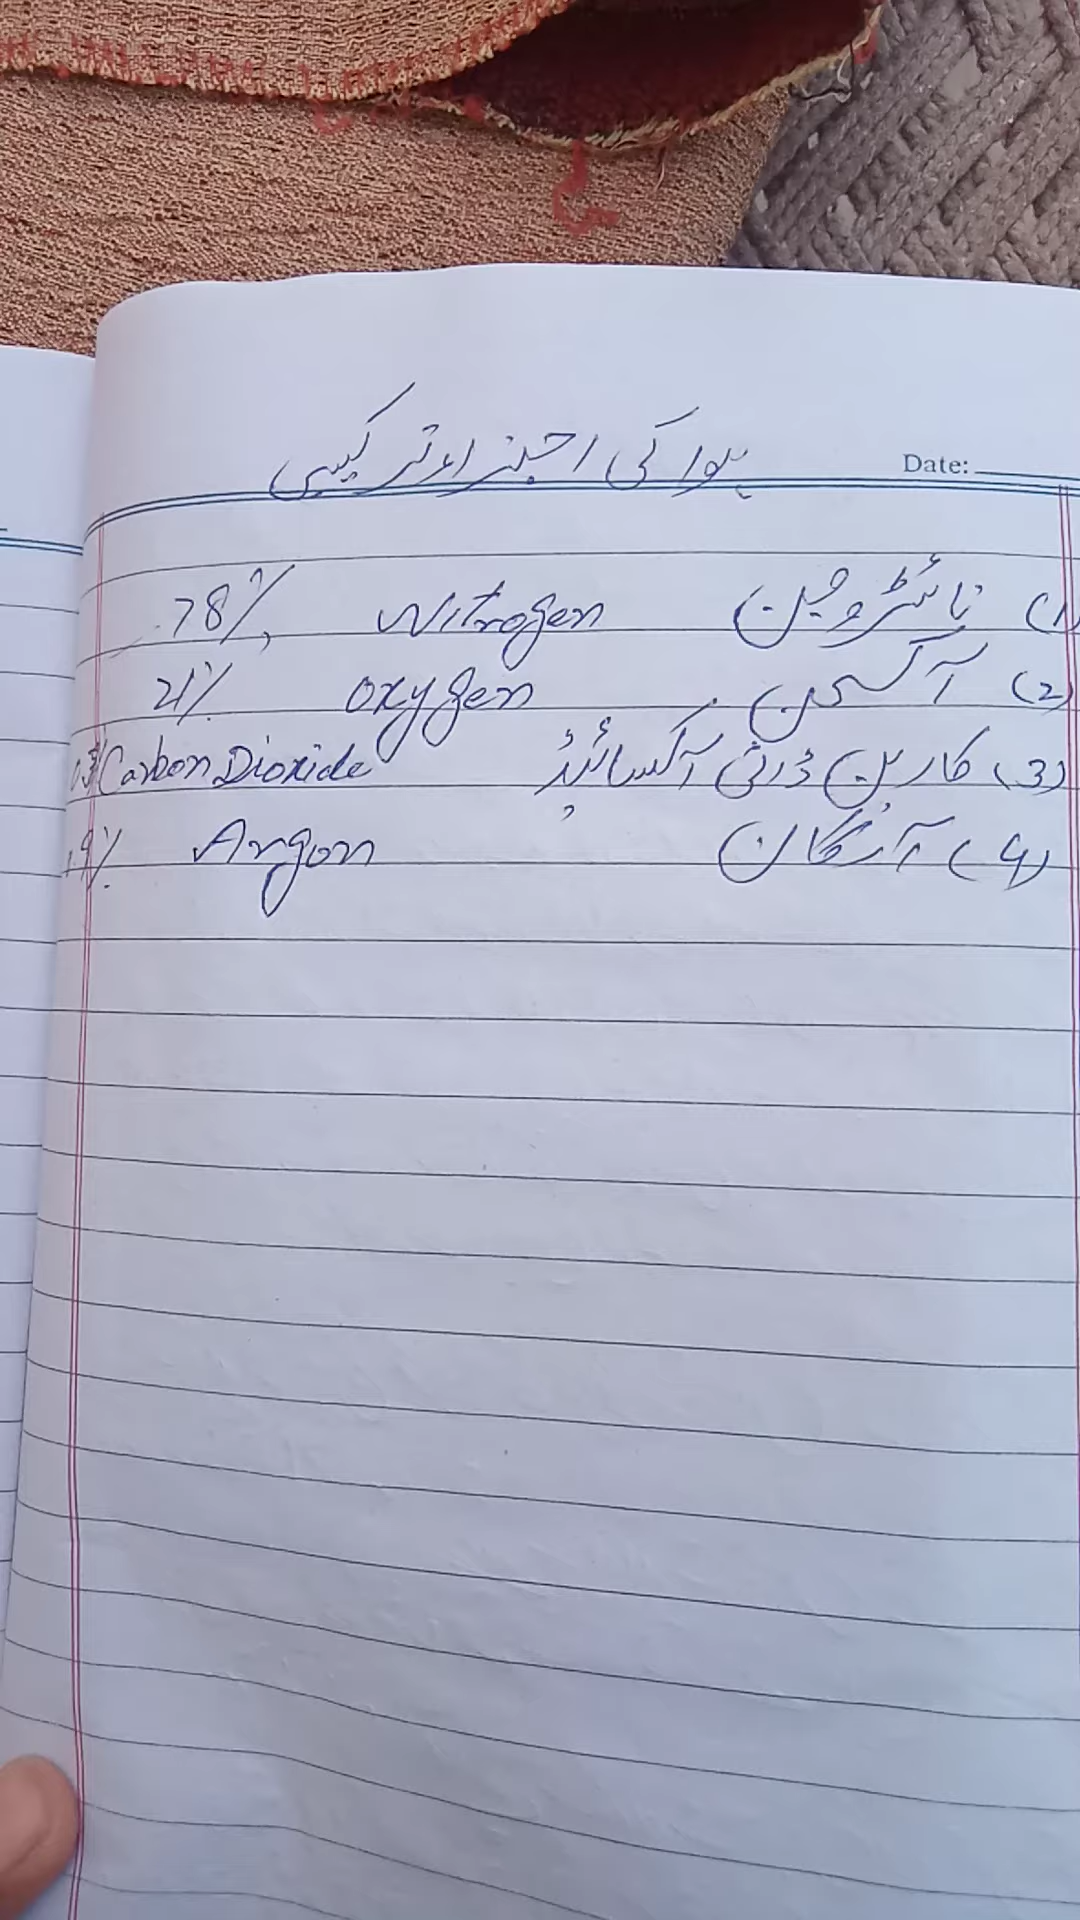 ہوا کی اجزاء ترکیبی
Date:
(1) نائٹروجن Nitrogen 78%
(2) آکسیجن Oxygen 21%
(3) کاربن ڈائی آکسائیڈ Carbon Dioxide
(4) آرگان Argon .9%